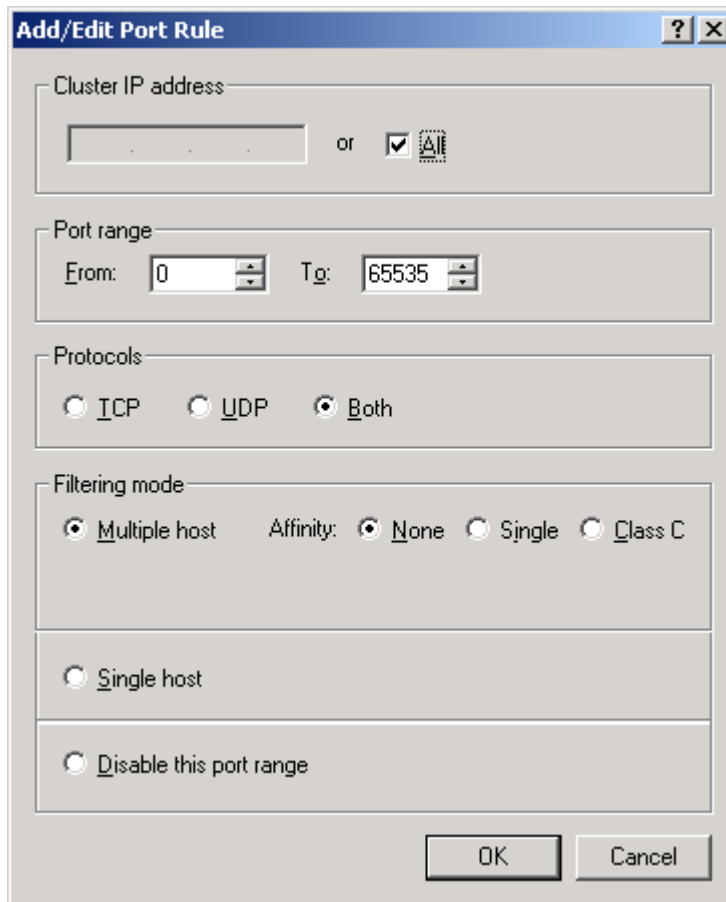 Add/Edit Port Rule
Cluster IP address
. . . or All
Port range
From: 0 To: 65535
Protocols
TCP UDP Both
Filtering mode
Multiple host Affinity: None Single Class C
Single host
Disable this port range
OK Cancel